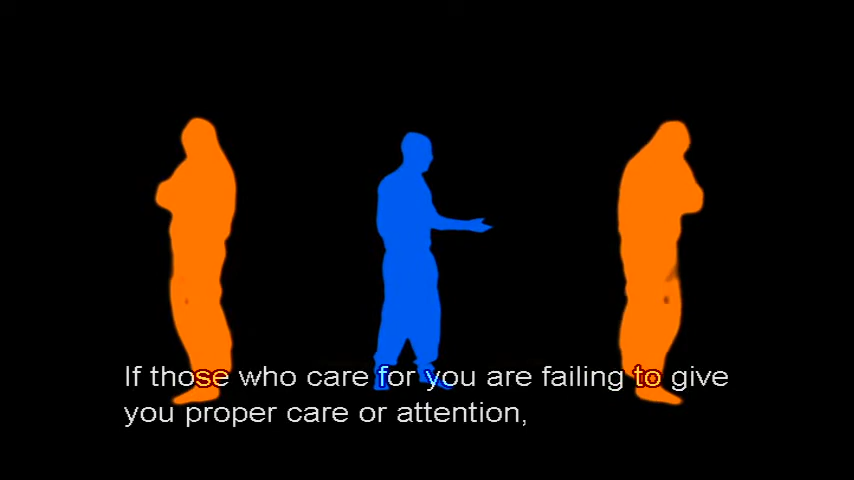 If those who care for you are failing to give
you proper care or attention,